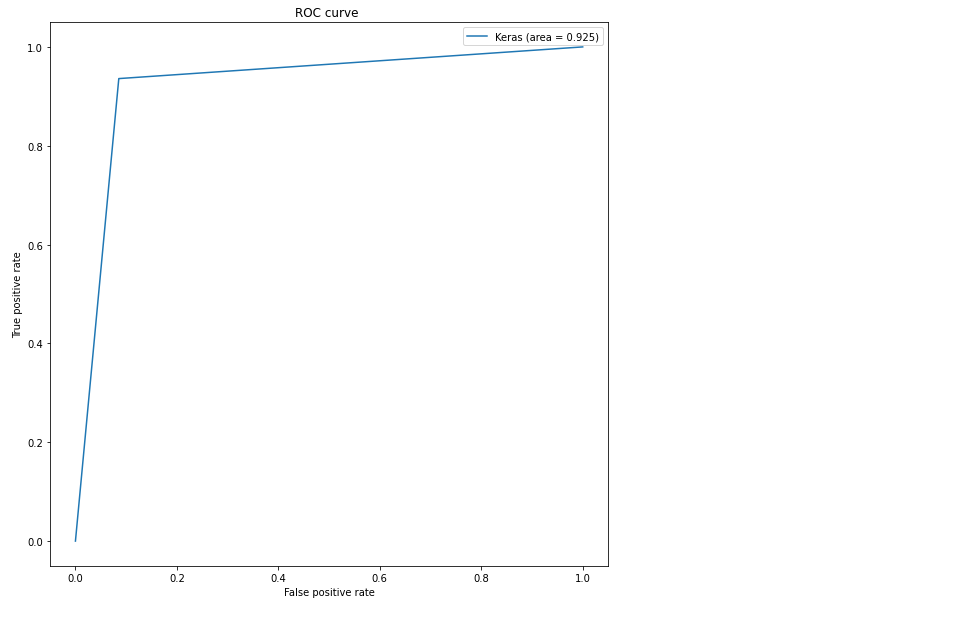 ROC curve
Keras (area = 0.925)
1.0
0.8
0.6
0.4
0.2
0.0
True positive rate
0.0 0.2 0.4 0.6 0.8 1.0
False positive rate